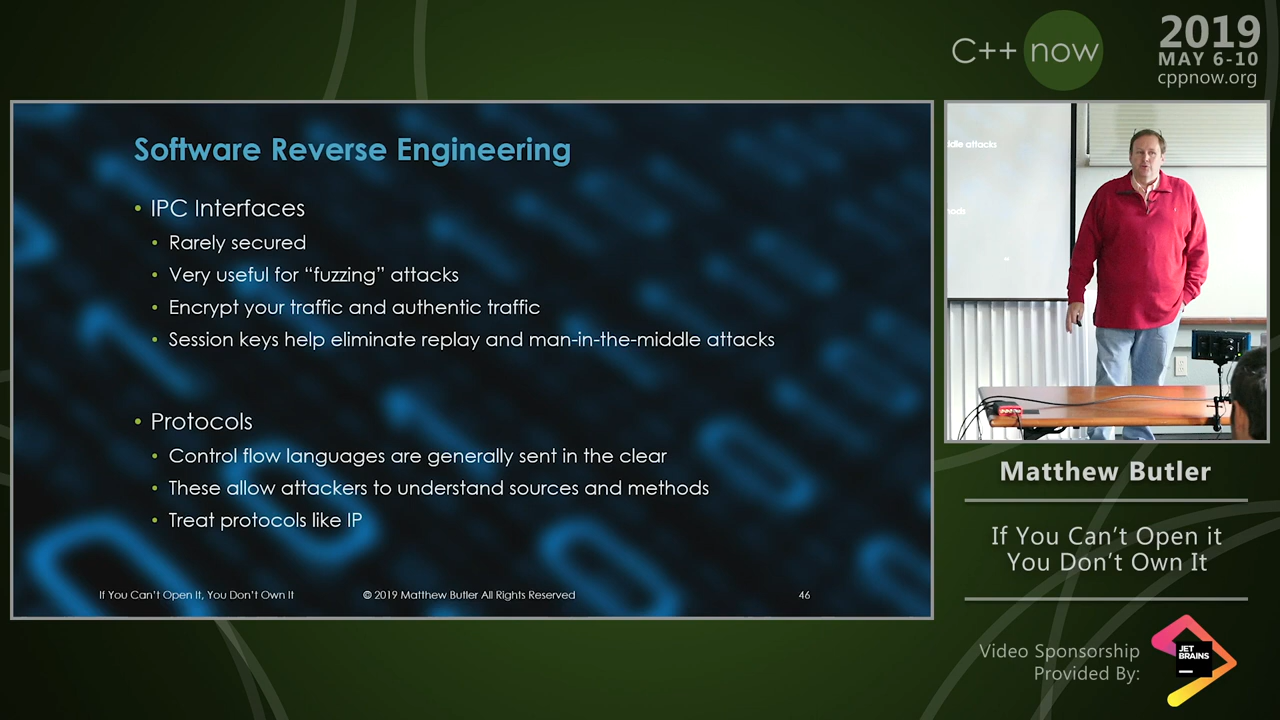 C++ now
2019
MAY 6-10
cppnow.org
Software Reverse Engineering
• IPC Interfaces
• Rarely secured
• Very useful for “fuzzing” attacks
• Encrypt your traffic and authentic traffic
• Session keys help eliminate replay and man-in-the-middle attacks
• Protocols
• Control flow languages are generally sent in the clear
• These allow attackers to understand sources and methods
• Treat protocols like IP
If You Can’t Open It, You Don’t Own It
© 2019 Matthew Butler All Rights Reserved
46
attacks
Matthew Butler
If You Can’t Open it
You Don’t Own It
Video Sponsorship
Provided By:
JET
BRAINS